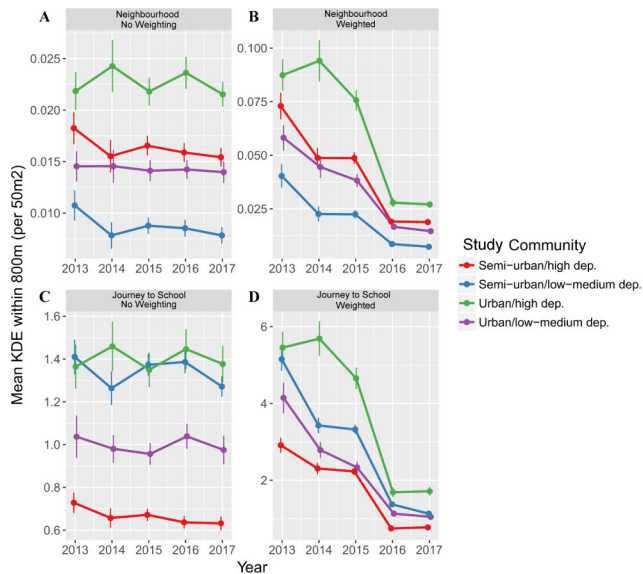 A
Neighbourhood
No Weighting
0.025
0.020
0.015
0.010
2013 2014 2015 2016 2017
B
Neighbourhood
Weighted
0.100
0.075
0.050
0.025
2013 2014 2015 2016 2017
C
Journey to School
No Weighting
1.6
1.4
1.2
1.0
0.8
0.6
2013 2014 2015 2016 2017
D
Journey to School
Weighted
6
4
2
2013 2014 2015 2016 2017
Mean KDE within 800m (per 50m2)
Year
Study Community
Semi-urban/high dep.
Semi-urban/low-medium dep.
Urban/high dep.
Urban/low-medium dep.